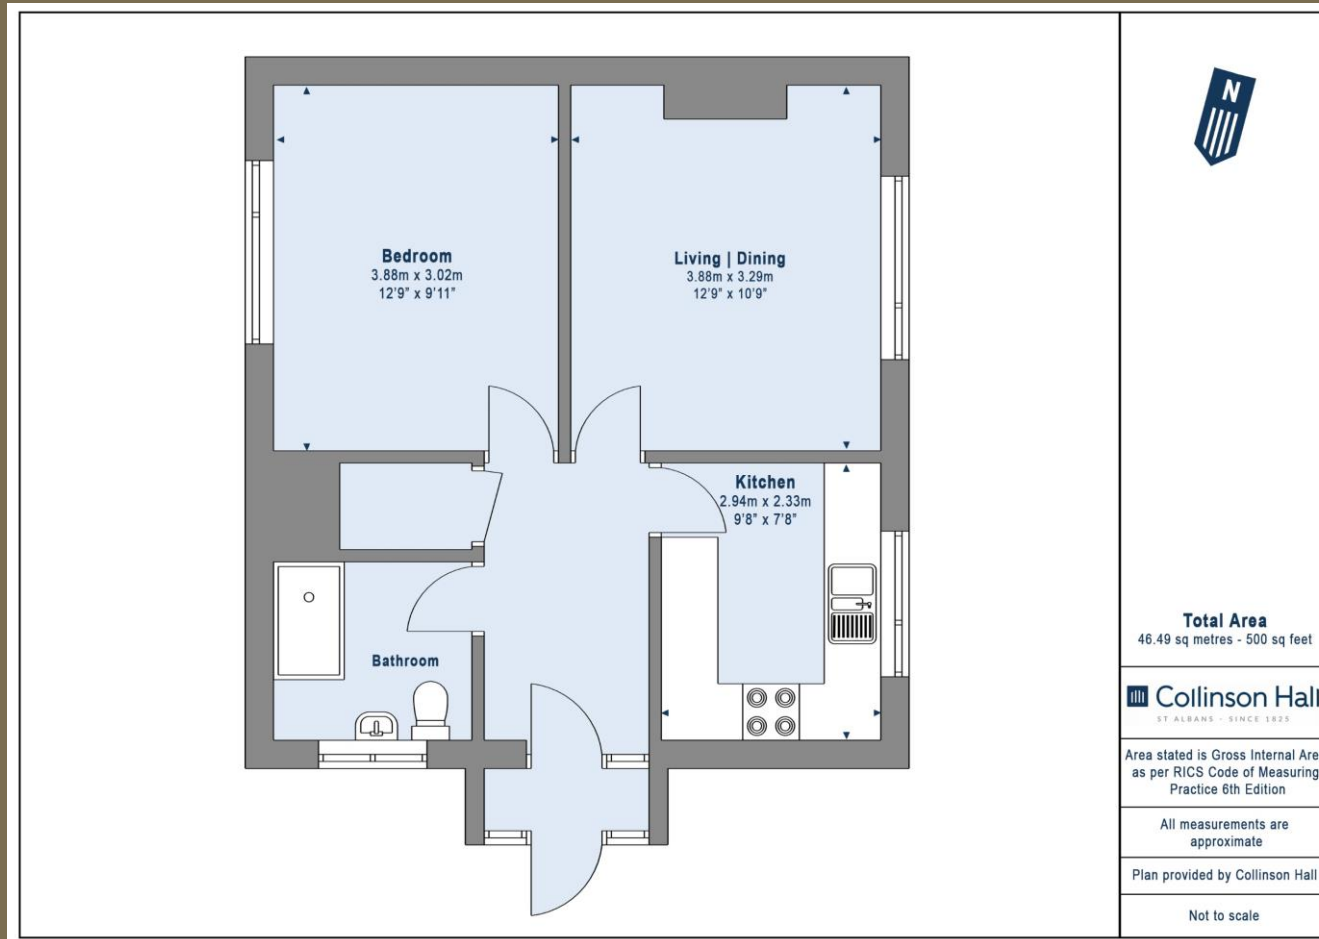 N
Bedroom
3.88m x 3.02m
12'9" x 9'11"
Living | Dining
3.88m x 3.29m
12'9" x 10'9"
Kitchen
2.94m x 2.33m
9'8" x 7'8"
Bathroom
Total Area
46.49 sq metres - 500 sq feet
Collinson Hall
ST ALBANS - SINCE 1825
Area stated is Gross Internal Are
as per RICS Code of Measuring
Practice 6th Edition
All measurements are
approximate
Plan provided by Collinson Hall
Not to scale